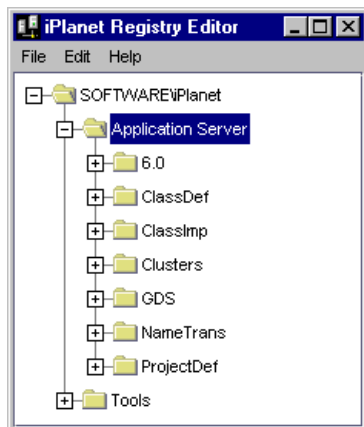 iPlanet Registry Editor
File Edit Help
SOFTWARE\iPlanet
Application Server
6.0
ClassDef
ClassImp
Clusters
GDS
NameTrans
ProjectDef
Tools